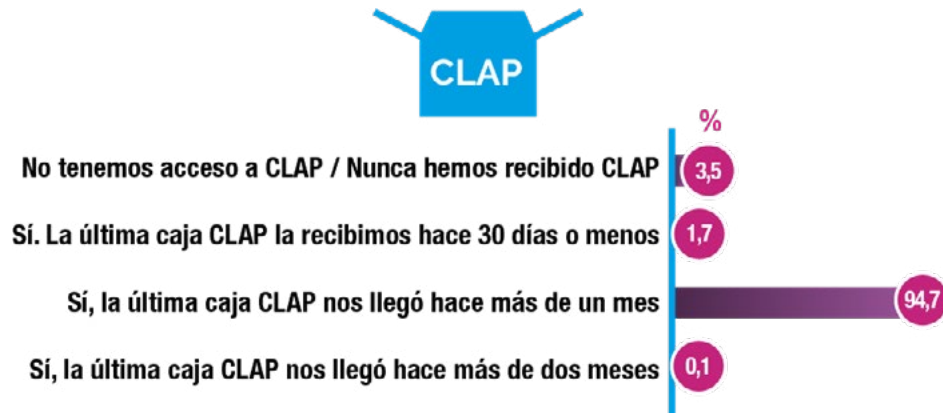 CLAP
%
No tenemos acceso a CLAP / Nunca hemos recibido CLAP 3,5
Sí. La última caja CLAP la recibimos hace 30 días o menos 1,7
Sí, la última caja CLAP nos llegó hace más de un mes 94,7
Sí, la última caja CLAP nos llegó hace más de dos meses 0,1